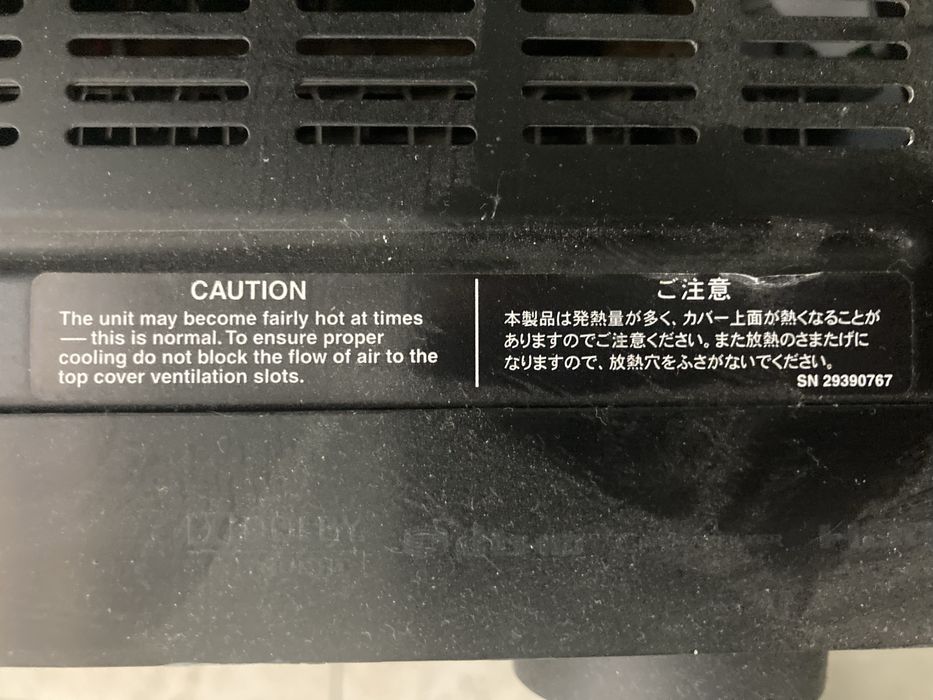 CAUTION
The unit may become fairly hot at times
— this is normal. To ensure proper
cooling do not block the flow of air to the
top cover ventilation slots.
ご注意
本製品は発熱量が多く、カバー上面が熱くなることが
ありますのでご注意ください。また放熱のさまたげに
なりますので、放熱穴をふさがないでください。
SN 29390767
DOLBY